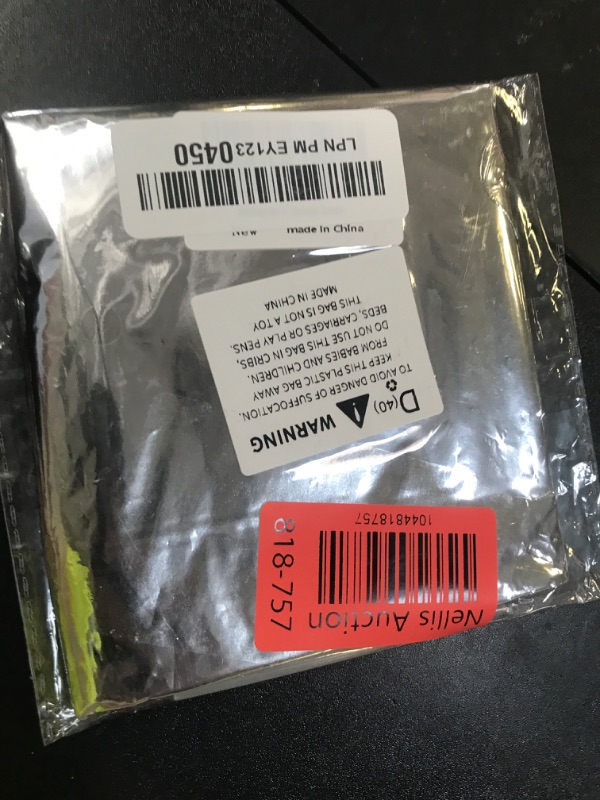 LPN PM EY1230450
New made in China
WARNING
D (40)
TO AVOID DANGER OF SUFFOCATION.
KEEP THIS PLASTIC BAG AWAY
FROM BABIES AND CHILDREN.
DO NOT USE THIS BAG IN CRIBS,
BEDS, CARRIAGES OR PLAY PENS.
THIS BAG IS NOT A TOY
MADE IN CHINA
Nellis Auction
818-757
1044818757